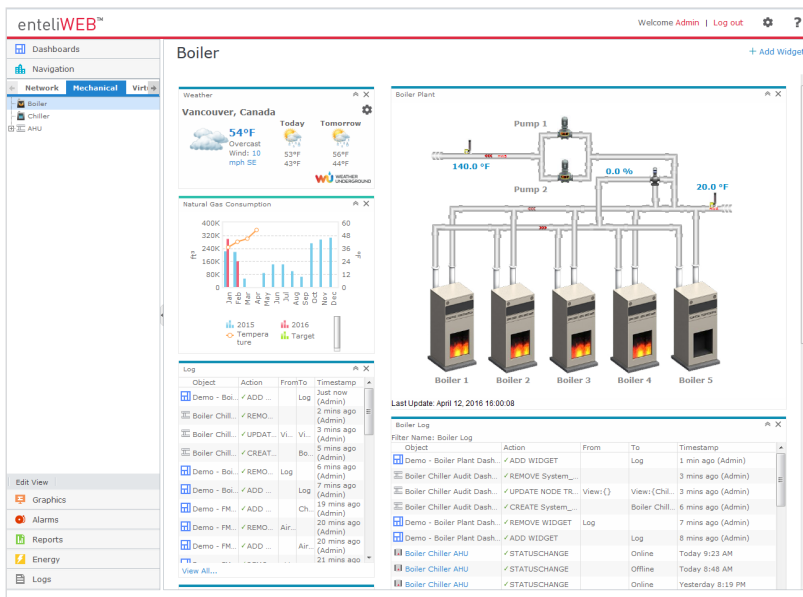 enteliWEB™
Welcome Admin | Log out
?
Dashboards
Navigation
Network Mechanical Virt
Boiler
Chiller
AHU
Edit View
Graphics
Alarms
Reports
Energy
Logs
Boiler
+ Add Widget
Weather
Vancouver, Canada
Today Tomorrow
54°F
Overcast
Wind: 10
mph SE
53°F 56°F
43°F 44°F
WEATHER
UNDERGROUND
Natural Gas Consumption
400K 60
320K 48
240K 36
160K 24
80K 12
0 0
ft³
°F
Jan Feb Mar Apr May Jun Jul Aug Sep Oct Nov Dec
2015 2016
Tempera
ture
Target
Log
Object Action From To Timestamp
Demo - Boi... ✓ADD ... Log Just now
(Admin)
Boiler Chill... ✓REMO... 2 mins ago
(Admin)
Boiler Chill... ✓UPDAT... Vi... Vi... 3 mins ago
(Admin)
Boiler Chill... ✓CREAT... Bo... 5 mins ago
(Admin)
Demo - Boi... ✓REMO... Log 6 mins ago
(Admin)
Demo - Boi... ✓ADD ... Log 7 mins ago
(Admin)
Demo - FM... ✓ADD ... Ch... 19 mins ago
(Admin)
Demo - FM... ✓REMO... Air... 20 mins ago
(Admin)
Demo - FM... ✓ADD ... Air... 20 mins ago
(Admin)
21 mins ago
View All...
Boiler Plant
Pump 1
140.0 °F
0.0 %
20.0 °F
Pump 2
Boiler 1 Boiler 2 Boiler 3 Boiler 4 Boiler 5
Last Update: April 12, 2016 16:00:08
Boiler Log
Filter Name: Boiler Log
Object Action From To Timestamp
Demo - Boiler Plant Dash... ✓ADD WIDGET Log 1 min ago (Admin)
Boiler Chiller Audit Dash... ✓REMOVE System_... 3 mins ago (Admin)
Boiler Chiller Audit Dash... ✓UPDATE NODE TR... View:{} View:{Chil... 3 mins ago (Admin)
Boiler Chiller Audit Dash... ✓CREATE System_... Boiler Chill... 6 mins ago (Admin)
Demo - Boiler Plant Dash... ✓REMOVE WIDGET Log 7 mins ago (Admin)
Demo - Boiler Plant Dash... ✓ADD WIDGET Log 8 mins ago (Admin)
Boiler Chiller AHU ✓STATUSCHANGE Online Today 9:23 AM
Boiler Chiller AHU ✓STATUSCHANGE Offline Today 8:48 AM
Boiler Chiller AHU ✓STATUSCHANGE Online Yesterday 8:19 PM